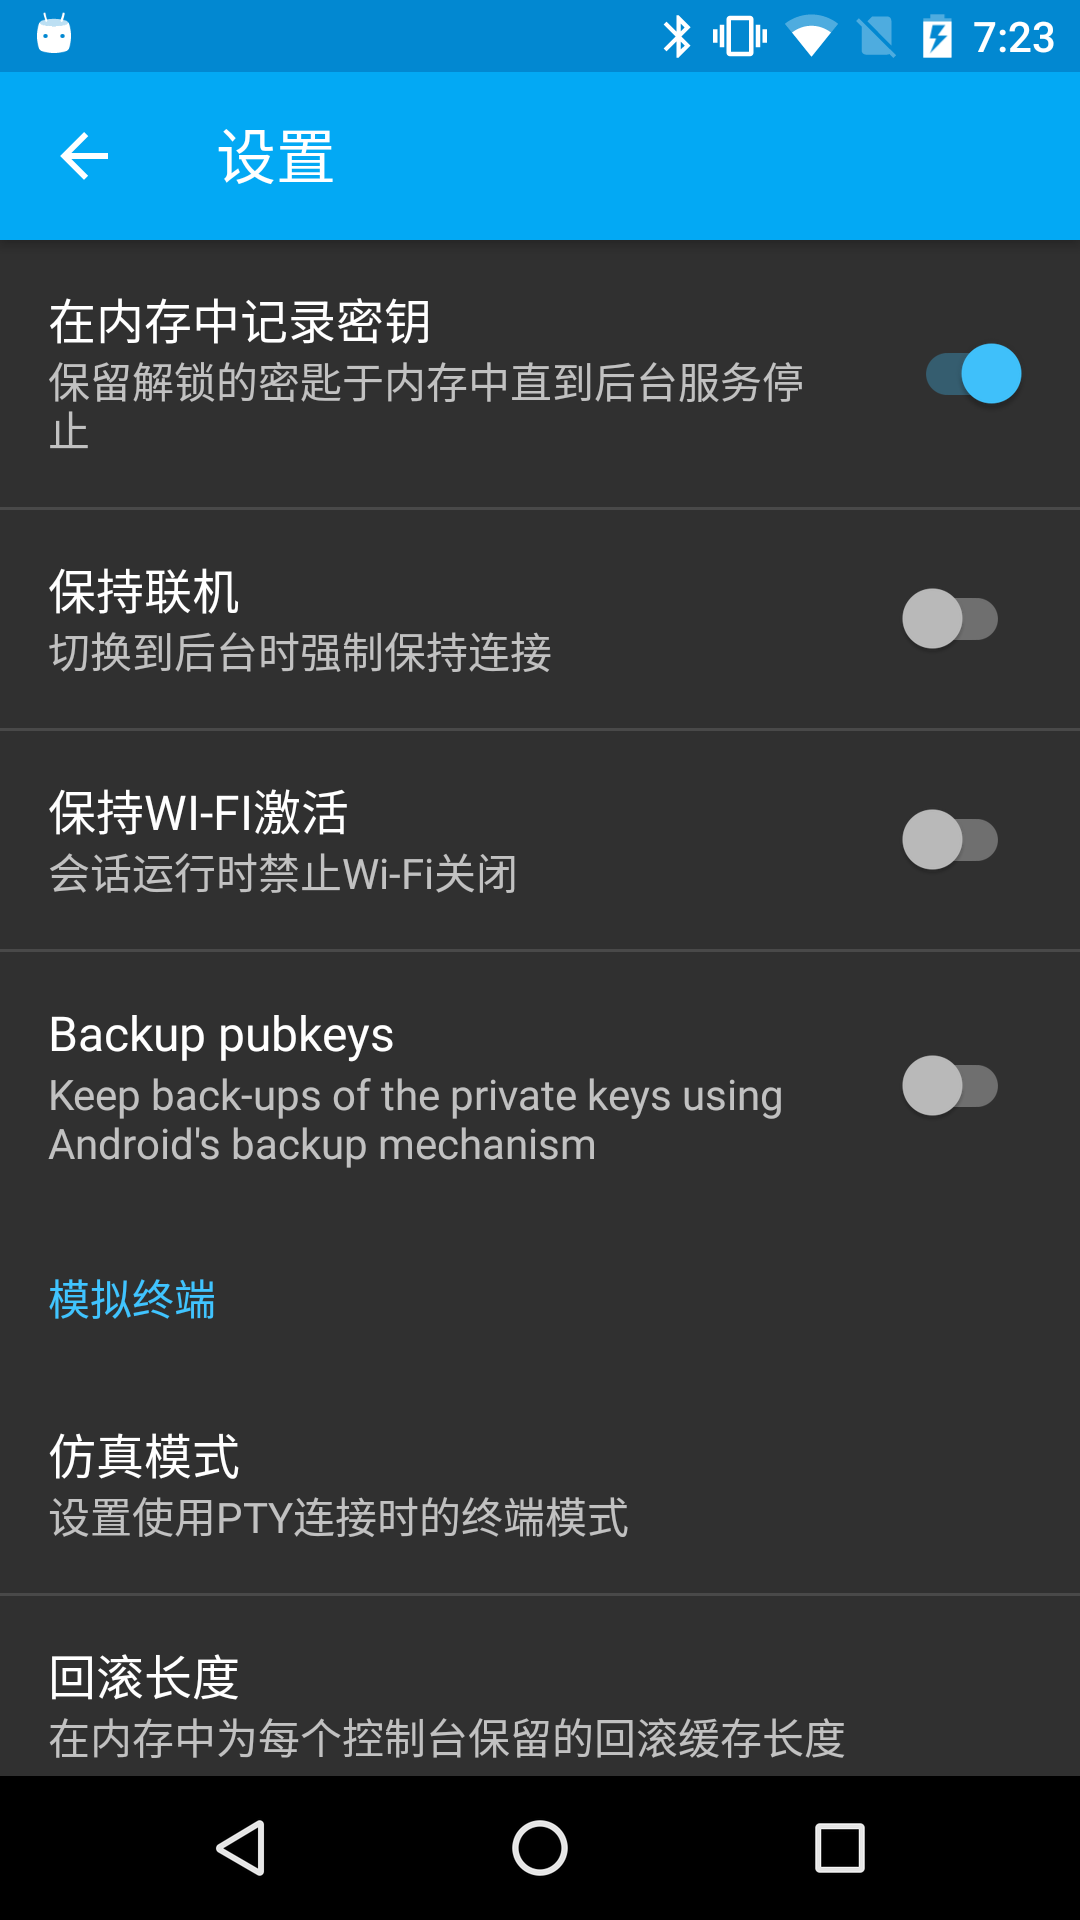 7:23
设置
在内存中记录密钥
保留解锁的密匙于内存中直到后台服务停
止
保持联机
切换到后台时强制保持连接
保持WI-FI激活
会话运行时禁止Wi-Fi关闭
Backup pubkeys
Keep back-ups of the private keys using
Android's backup mechanism
模拟终端
仿真模式
设置使用PTY连接时的终端模式
回滚长度
在内存中为每个控制台保留的回滚缓存长度